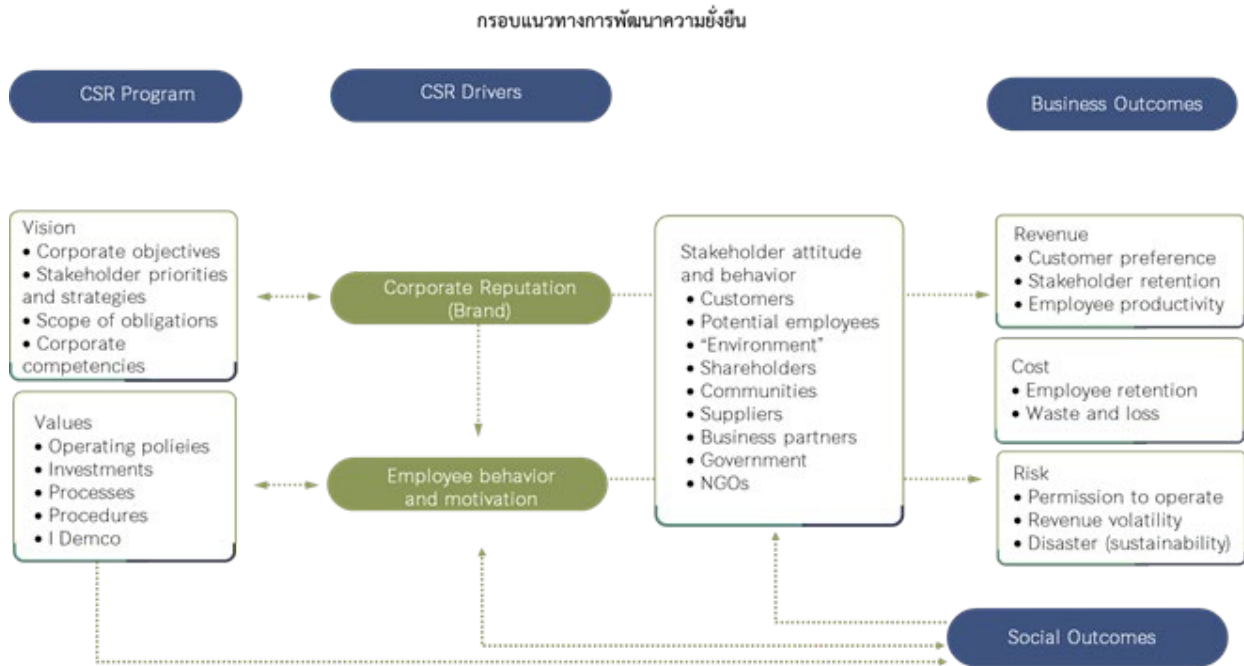 กรอบแนวทางการพัฒนาความยั่งยืน
CSR Program
CSR Drivers
Business Outcomes
Vision
• Corporate objectives
• Stakeholder priorities
and strategies
• Scope of obligations
• Corporate
competencies
Values
• Operating polieies
• Investments
• Processes
• Procedures
• I Demco
Corporate Reputation
(Brand)
Employee behavior
and motivation
Stakeholder attitude
and behavior
• Customers
• Potential employees
• “Environment”
• Shareholders
• Communities
• Suppliers
• Business partners
• Government
• NGOs
Revenue
• Customer preference
• Stakeholder retention
• Employee productivity
Cost
• Employee retention
• Waste and loss
Risk
• Permission to operate
• Revenue volatility
• Disaster (sustainability)
Social Outcomes